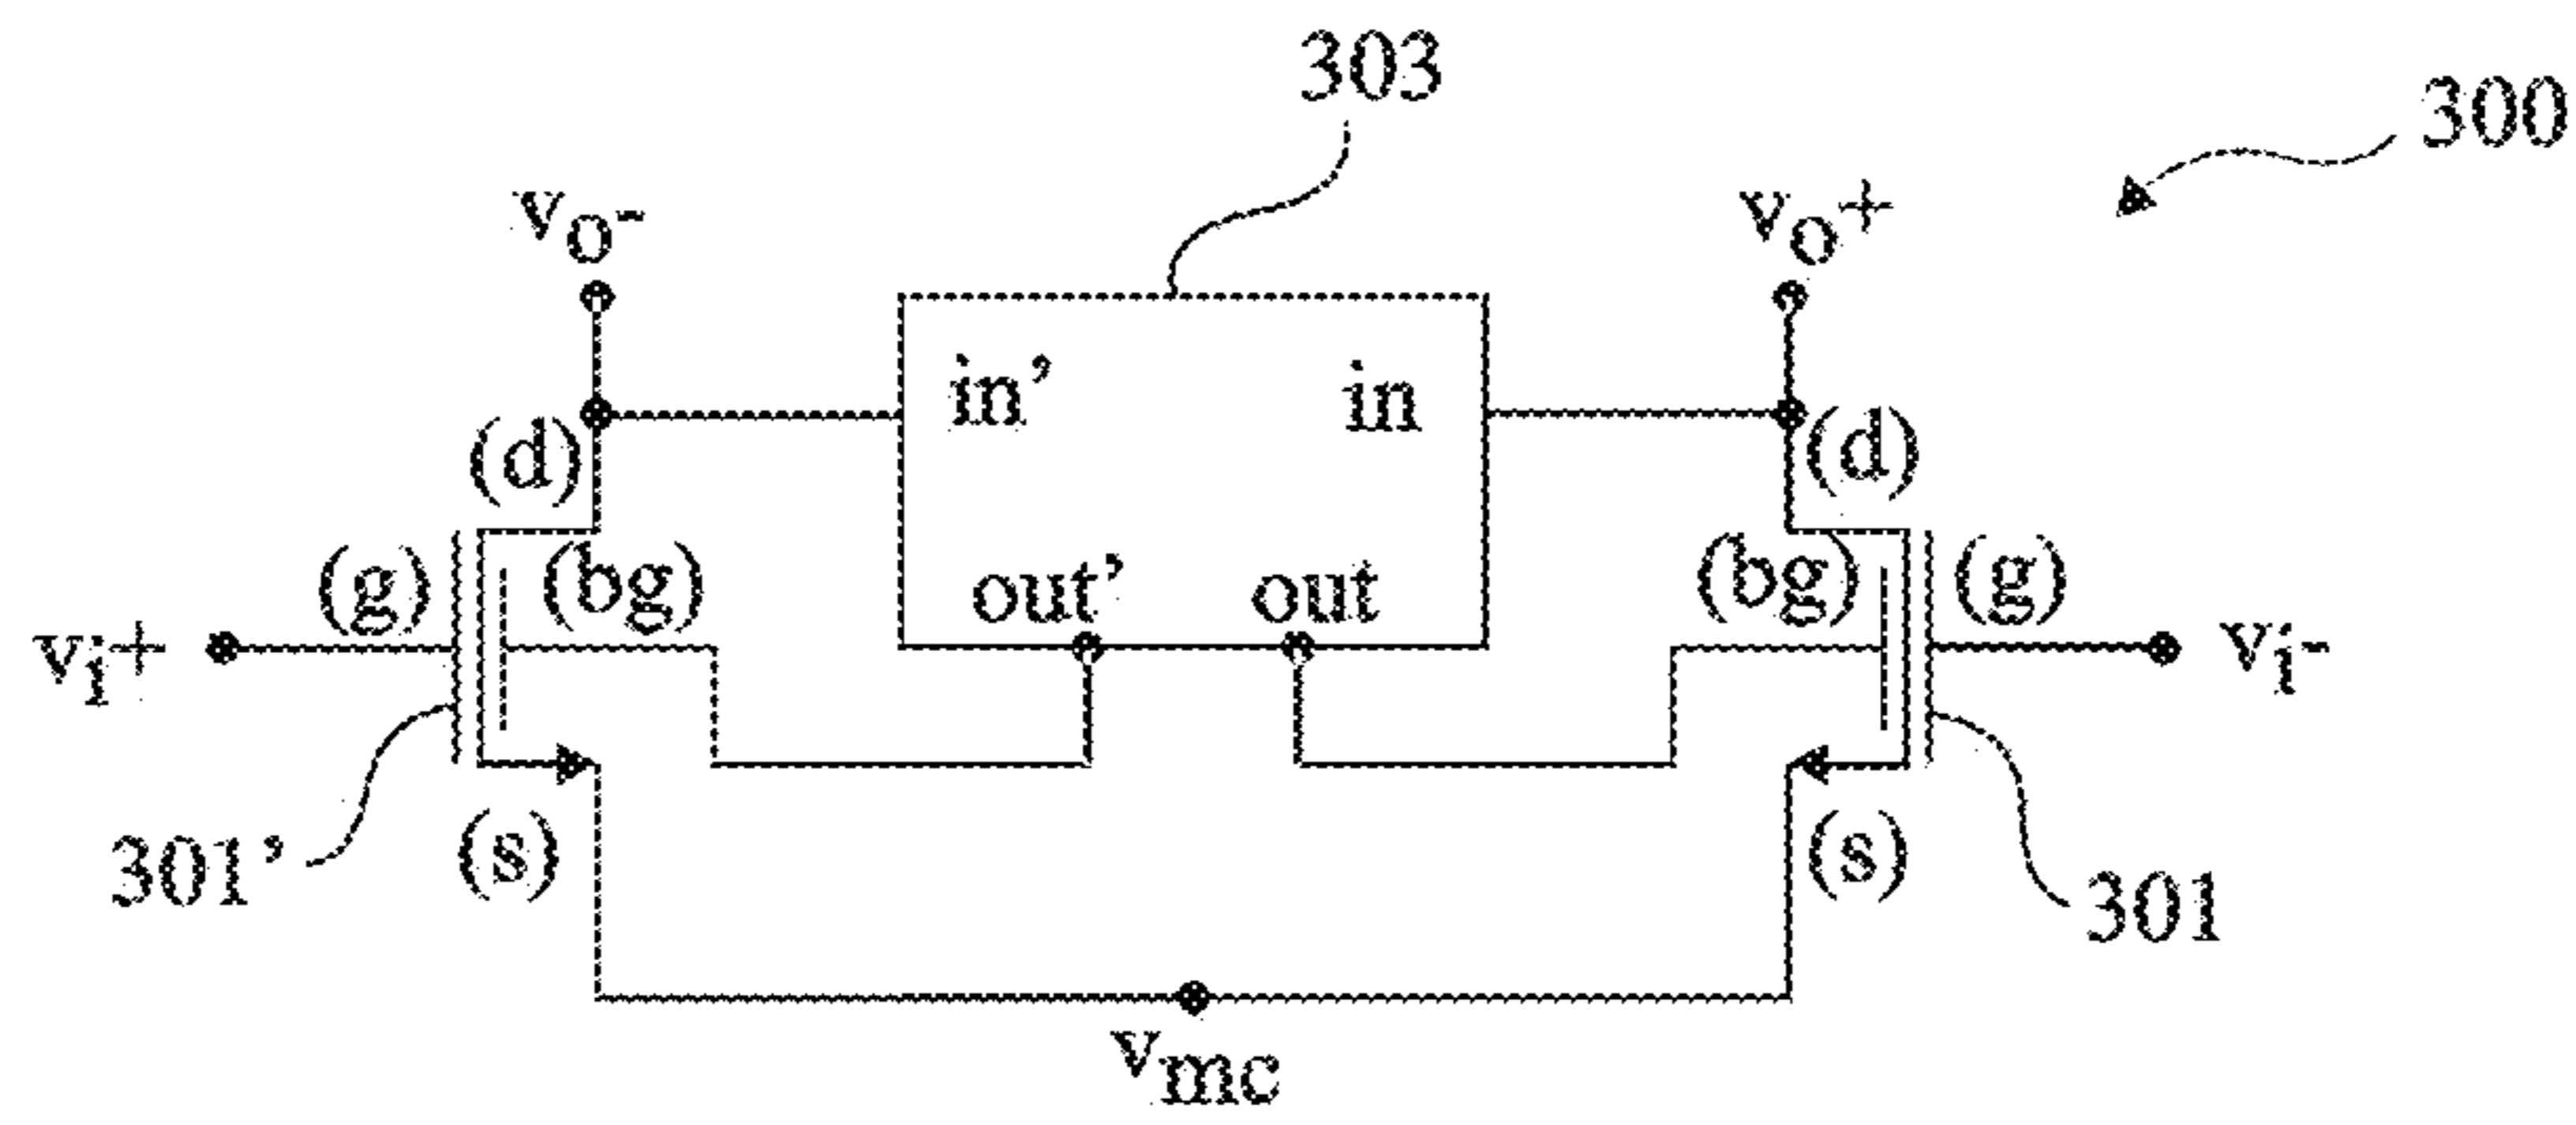 303
300
vo-
vo+
in'
in
(d)
(d)
(g)
(bg)
out'
out
(bg)
(g)
vi+
vi-
301'
(s)
(s)
301
vmc